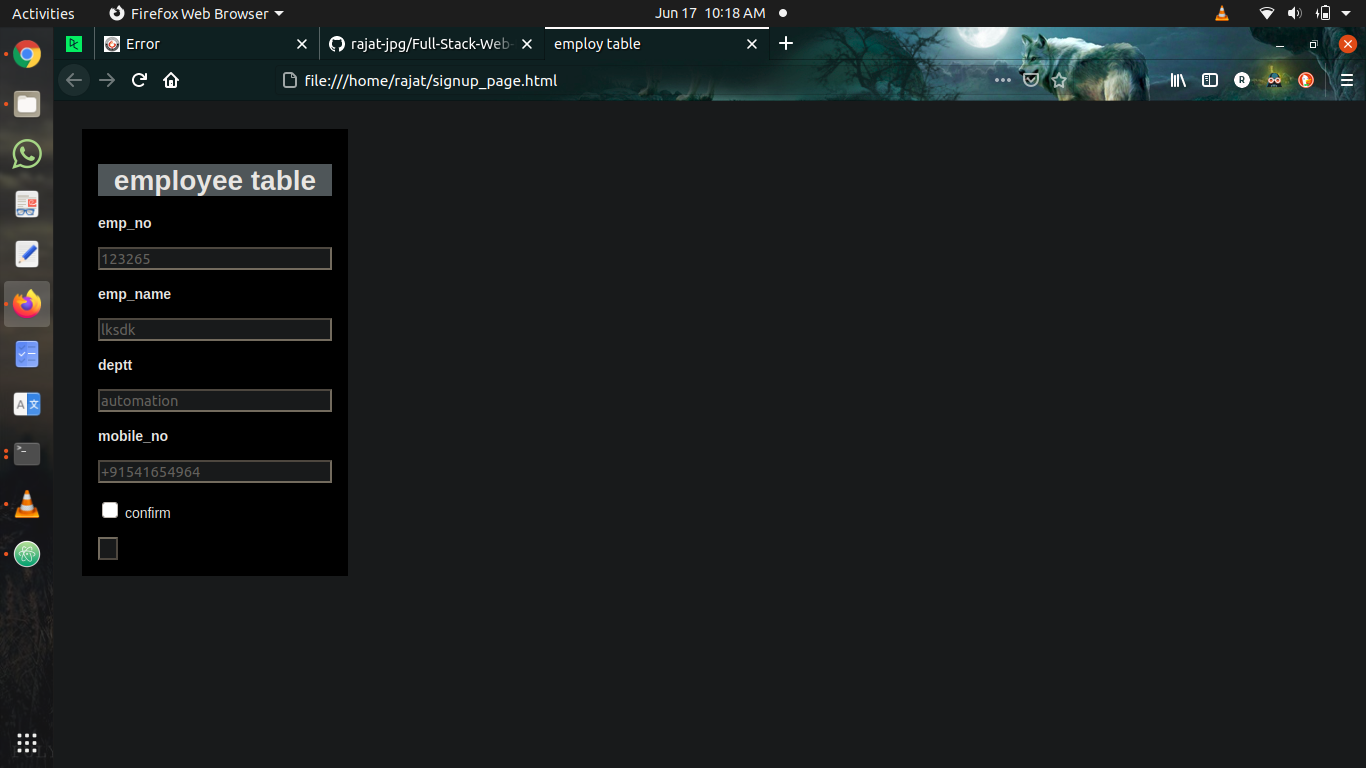 Activities Firefox Web Browser Jun 17 10:18 AM
Error rajat-jpg/Full-Stack-Web- employ table
file:///home/rajat/signup_page.html
employee table
emp_no
123265
emp_name
lksdk
deptt
automation
mobile_no
+91541654964
confirm